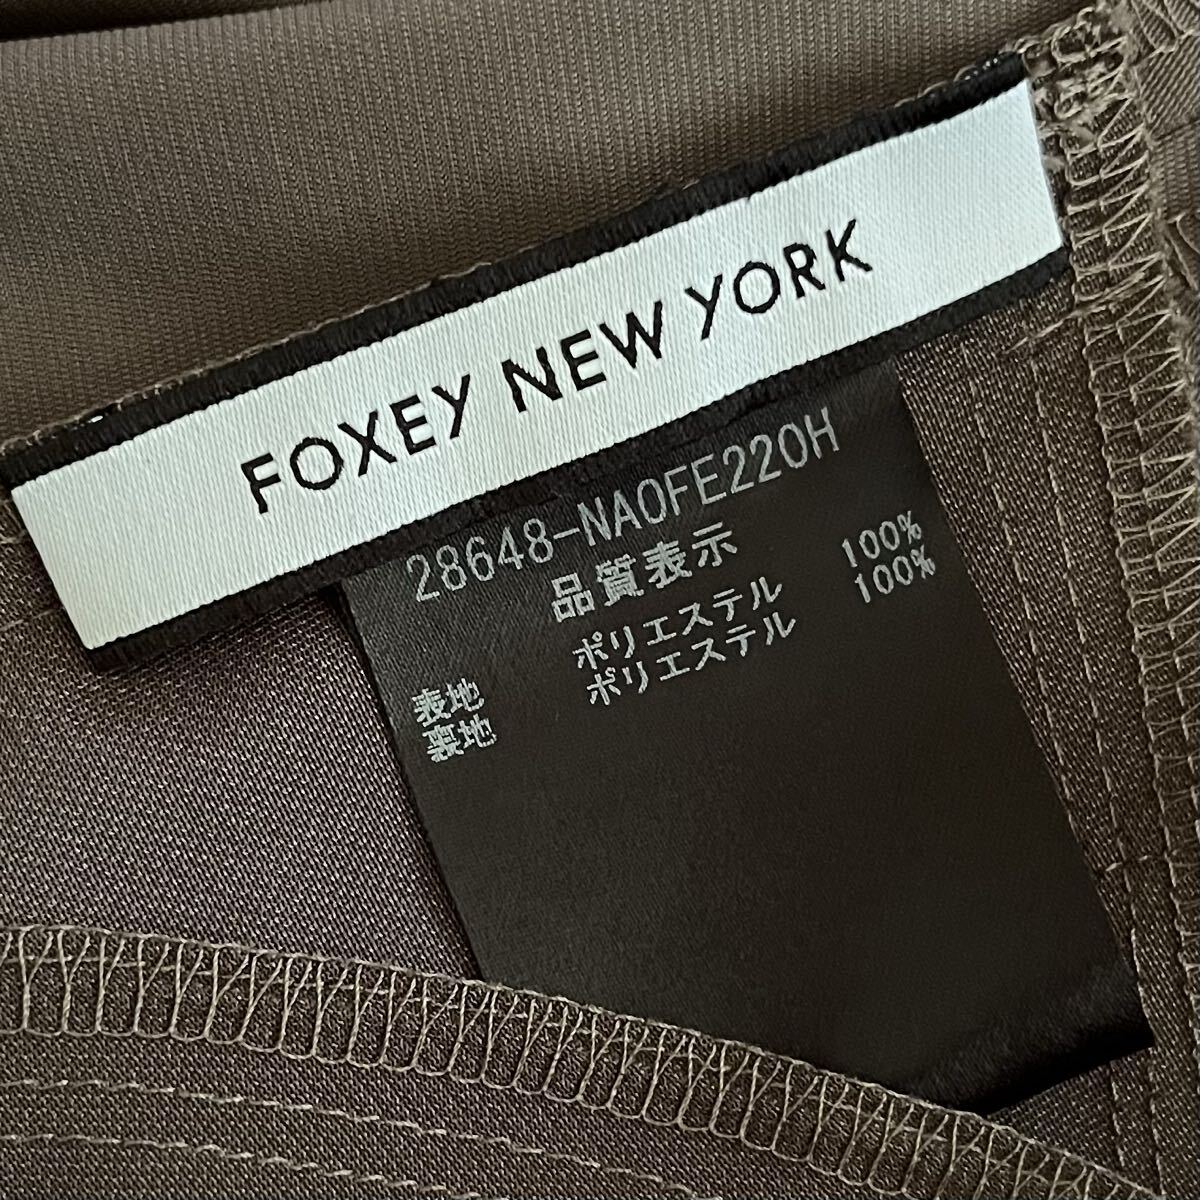 FOXEY NEW YORK
28648-NAOFE220H
品質表示
表地 ポリエステル 100%
裏地 ポリエステル 100%